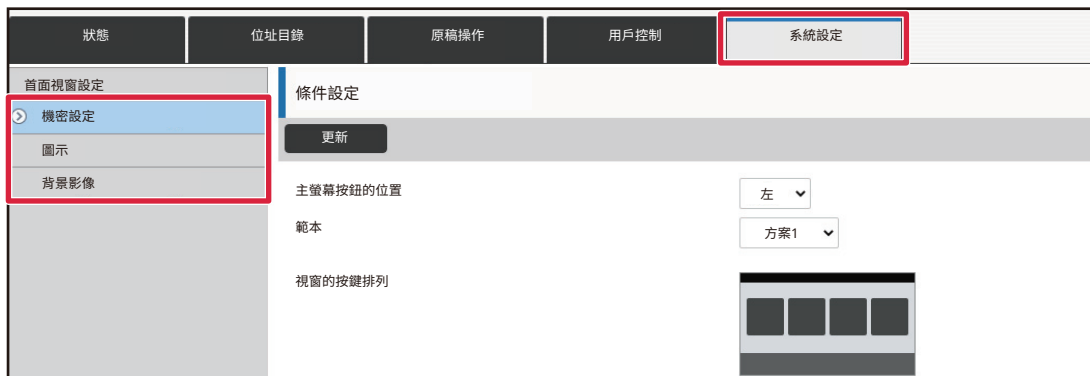 狀態 位址目錄 原稿操作 用戶控制 系統設定
首面視窗設定
機密設定
圖示
背景影像
條件設定
更新
主螢幕按鈕的位置 左
範本 方案1
視窗的按鍵排列